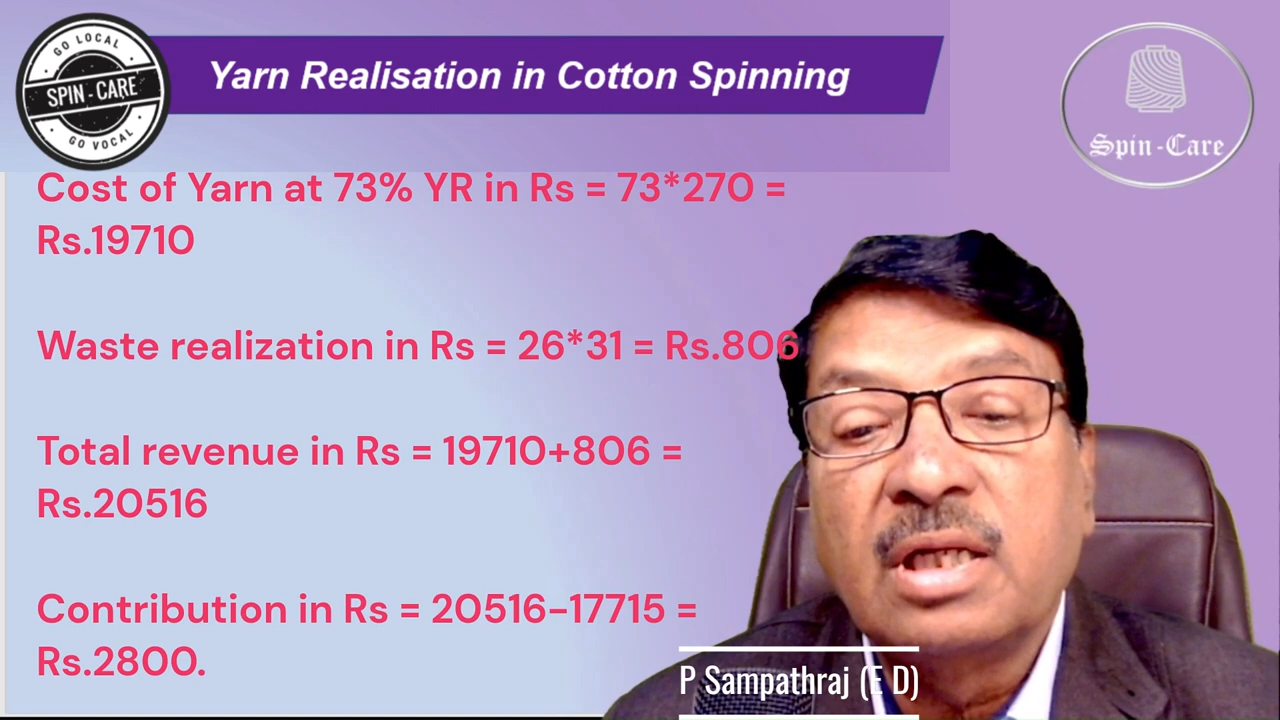 GO LOCAL
SPIN-CARE
GO VOCAL
Yarn Realisation in Cotton Spinning
Spin-Care
Cost of Yarn at 73% YR in Rs = 73*270 =
Rs.19710
Waste realization in Rs = 26*31 = Rs.806
Total revenue in Rs = 19710+806 =
Rs.20516
Contribution in Rs = 20516-17715 =
Rs.2800.
P Sampathraj (E D)